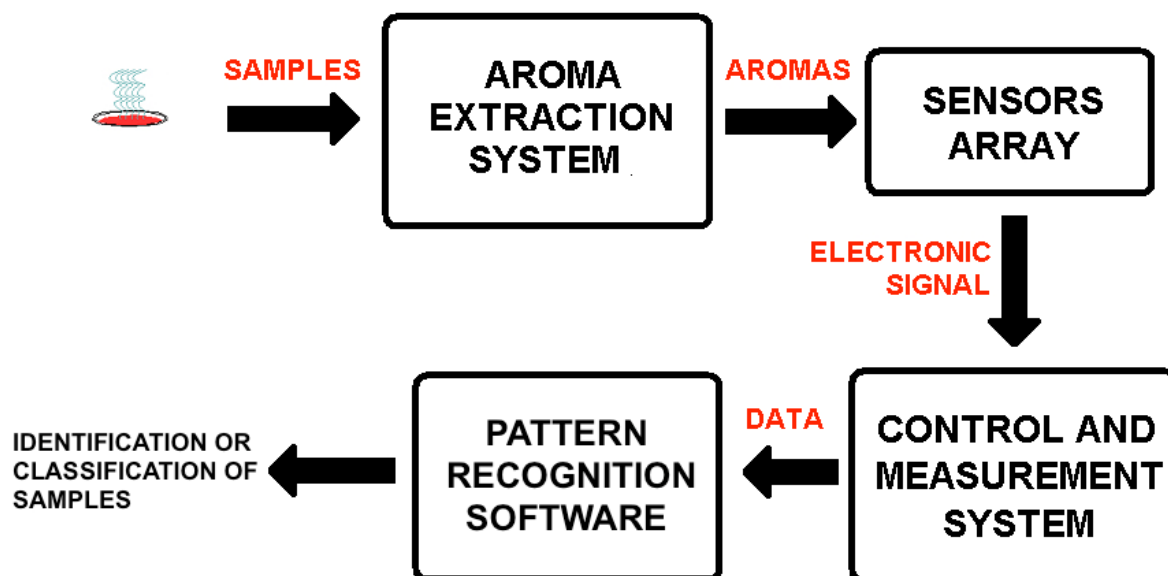 SAMPLES
AROMA
EXTRACTION
SYSTEM
AROMAS
SENSORS
ARRAY
ELECTRONIC
SIGNAL
CONTROL AND
MEASUREMENT
SYSTEM
DATA
PATTERN
RECOGNITION
SOFTWARE
IDENTIFICATION OR
CLASSIFICATION OF
SAMPLES